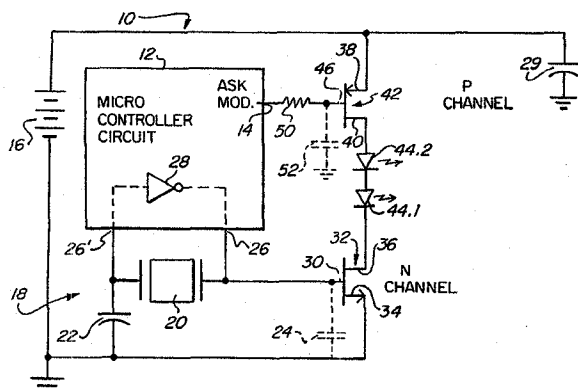 10
12
38
29
ASK
MOD.
46
42
P
CHANNEL
MICRO
CONTROLLER
CIRCUIT
14
50
40
16
52
44.2
28
44.1
26'
26
32
36
30
N
CHANNEL
18
20
34
22
24